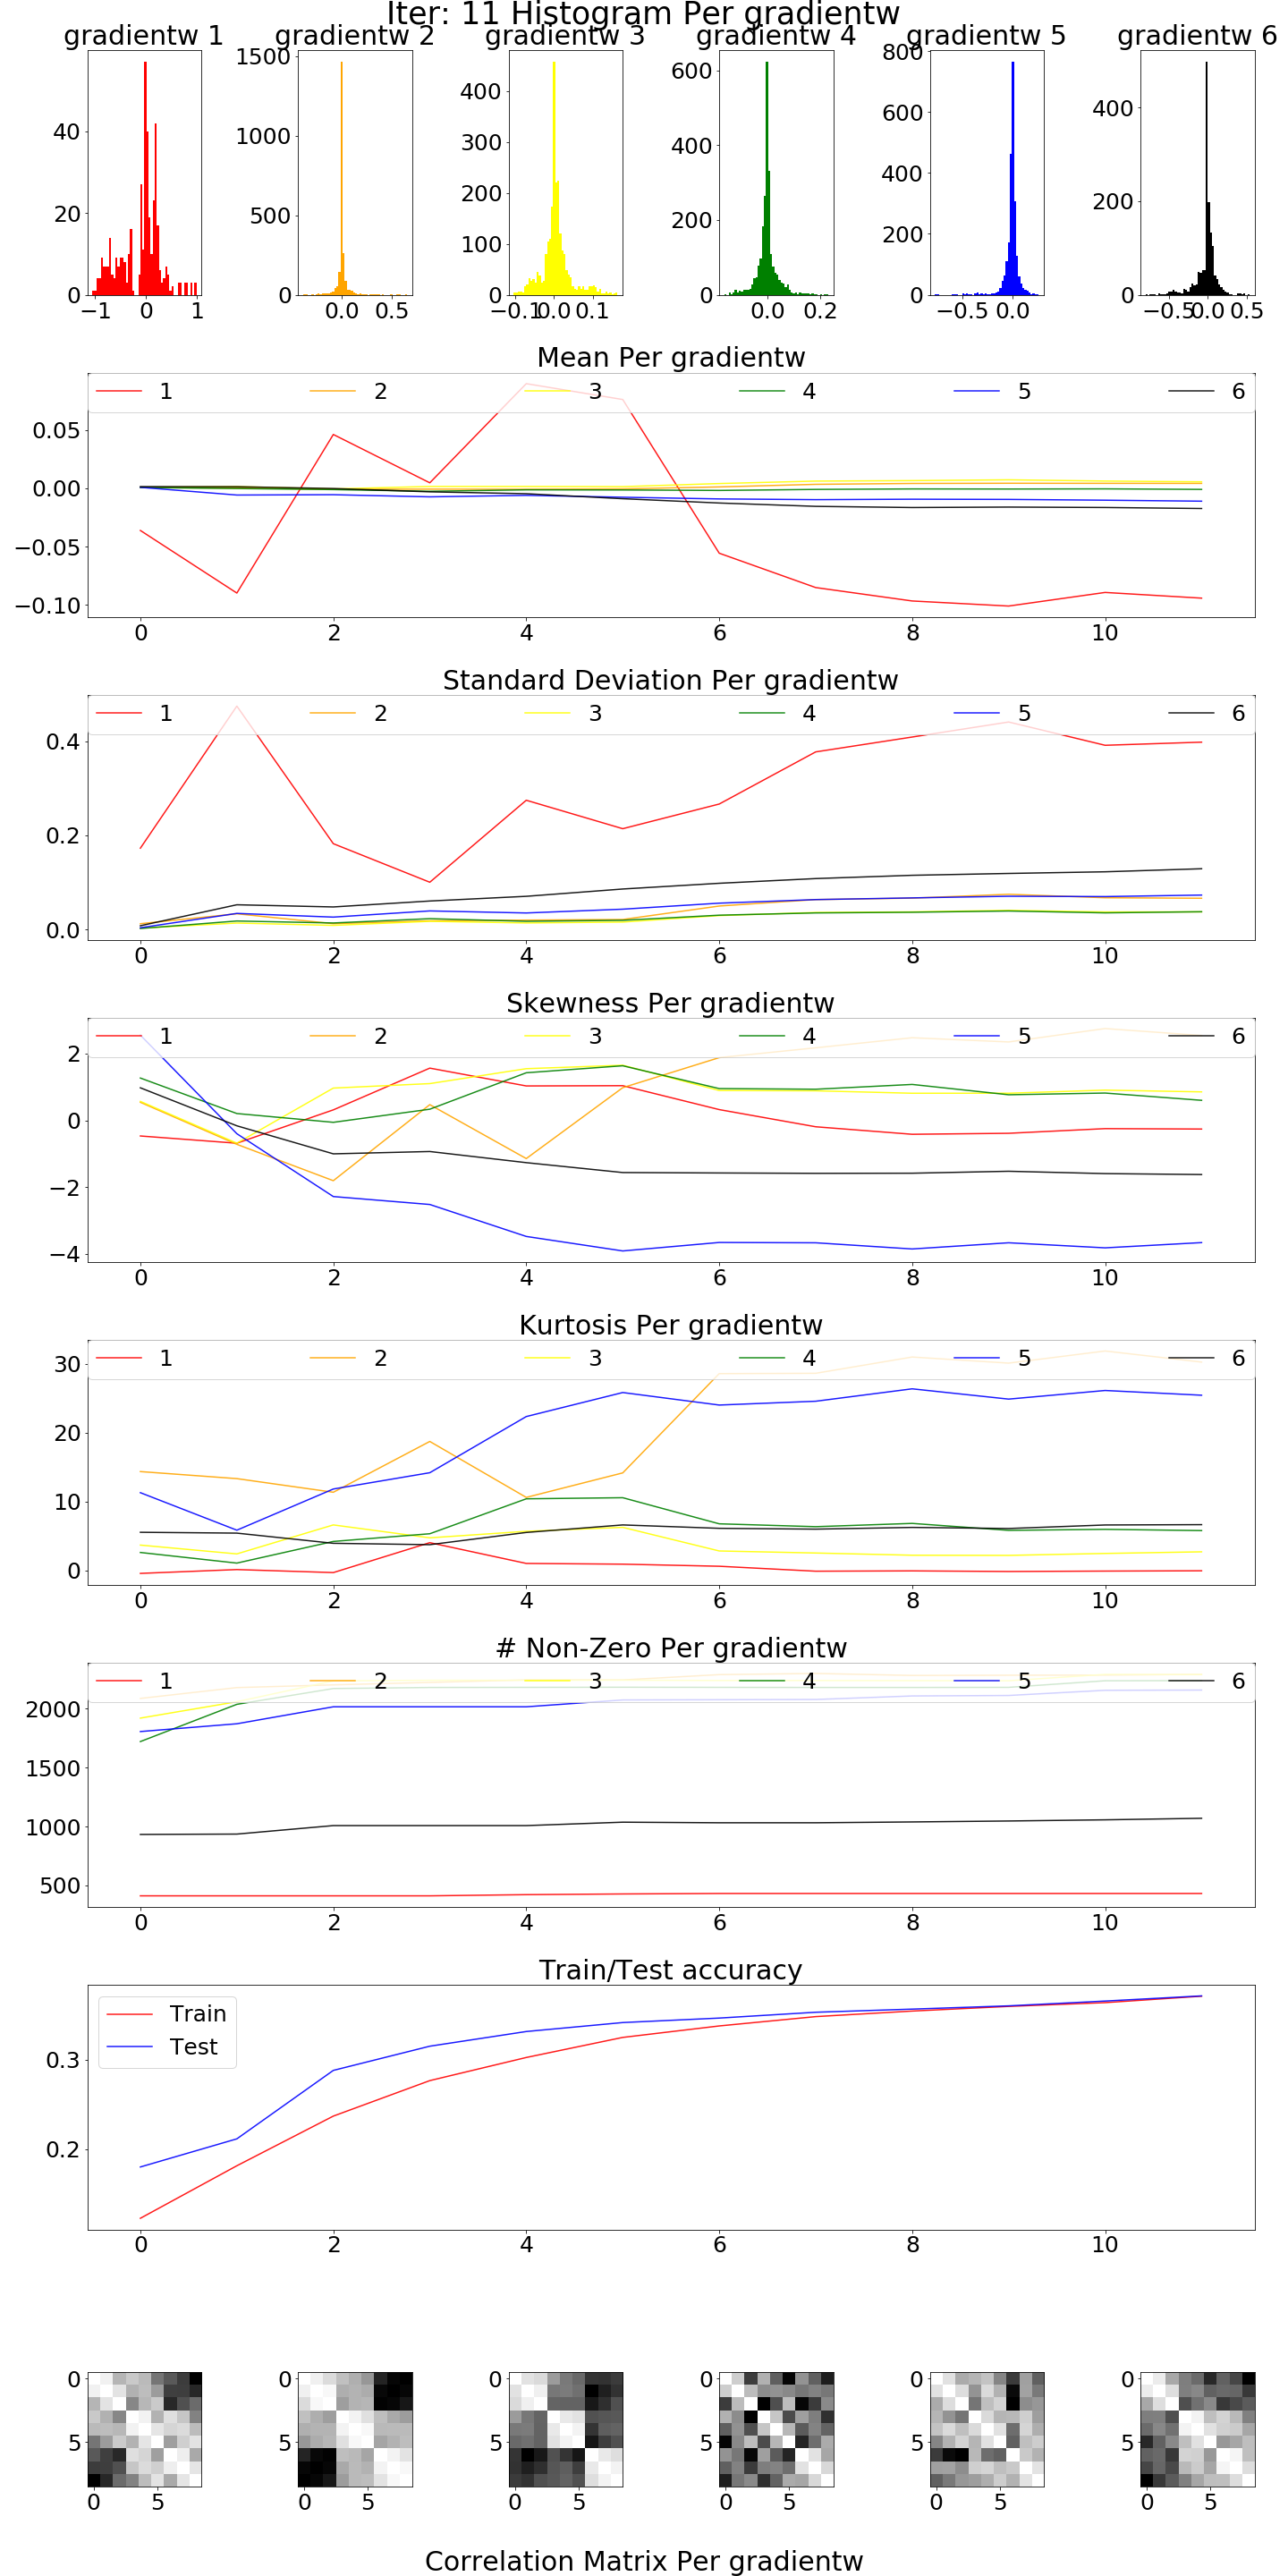 Iter: 11 Histogram Per gradientw
gradientw 1 gradientw 2 gradientw 3 gradientw 4 gradientw 5 gradientw 6
40
20
0
−1 0 1
1500
1000
500
0
0.0 0.5
400
300
200
100
0
−0.1 0.0 0.1
600
400
200
0
0.0 0.2
800
600
400
200
0
−0.5 0.0
400
200
0
−0.5 0.0 0.5
Mean Per gradientw
1 2 3 4 5 6
0.05
0.00
−0.05
−0.10
0 2 4 6 8 10
Standard Deviation Per gradientw
1 2 3 4 5 6
0.4
0.2
0.0
0 2 4 6 8 10
Skewness Per gradientw
1 2 3 4 5 6
2
0
−2
−4
0 2 4 6 8 10
Kurtosis Per gradientw
1 2 3 4 5 6
30
20
10
0
0 2 4 6 8 10
# Non-Zero Per gradientw
1 2 3 4 5 6
2000
1500
1000
500
0 2 4 6 8 10
Train/Test accuracy
Train
Test
0.3
0.2
0 2 4 6 8 10
0 0 0 0 0 0
5 5 5 5 5 5
0 5 0 5 0 5 0 5 0 5 0 5
Correlation Matrix Per gradientw